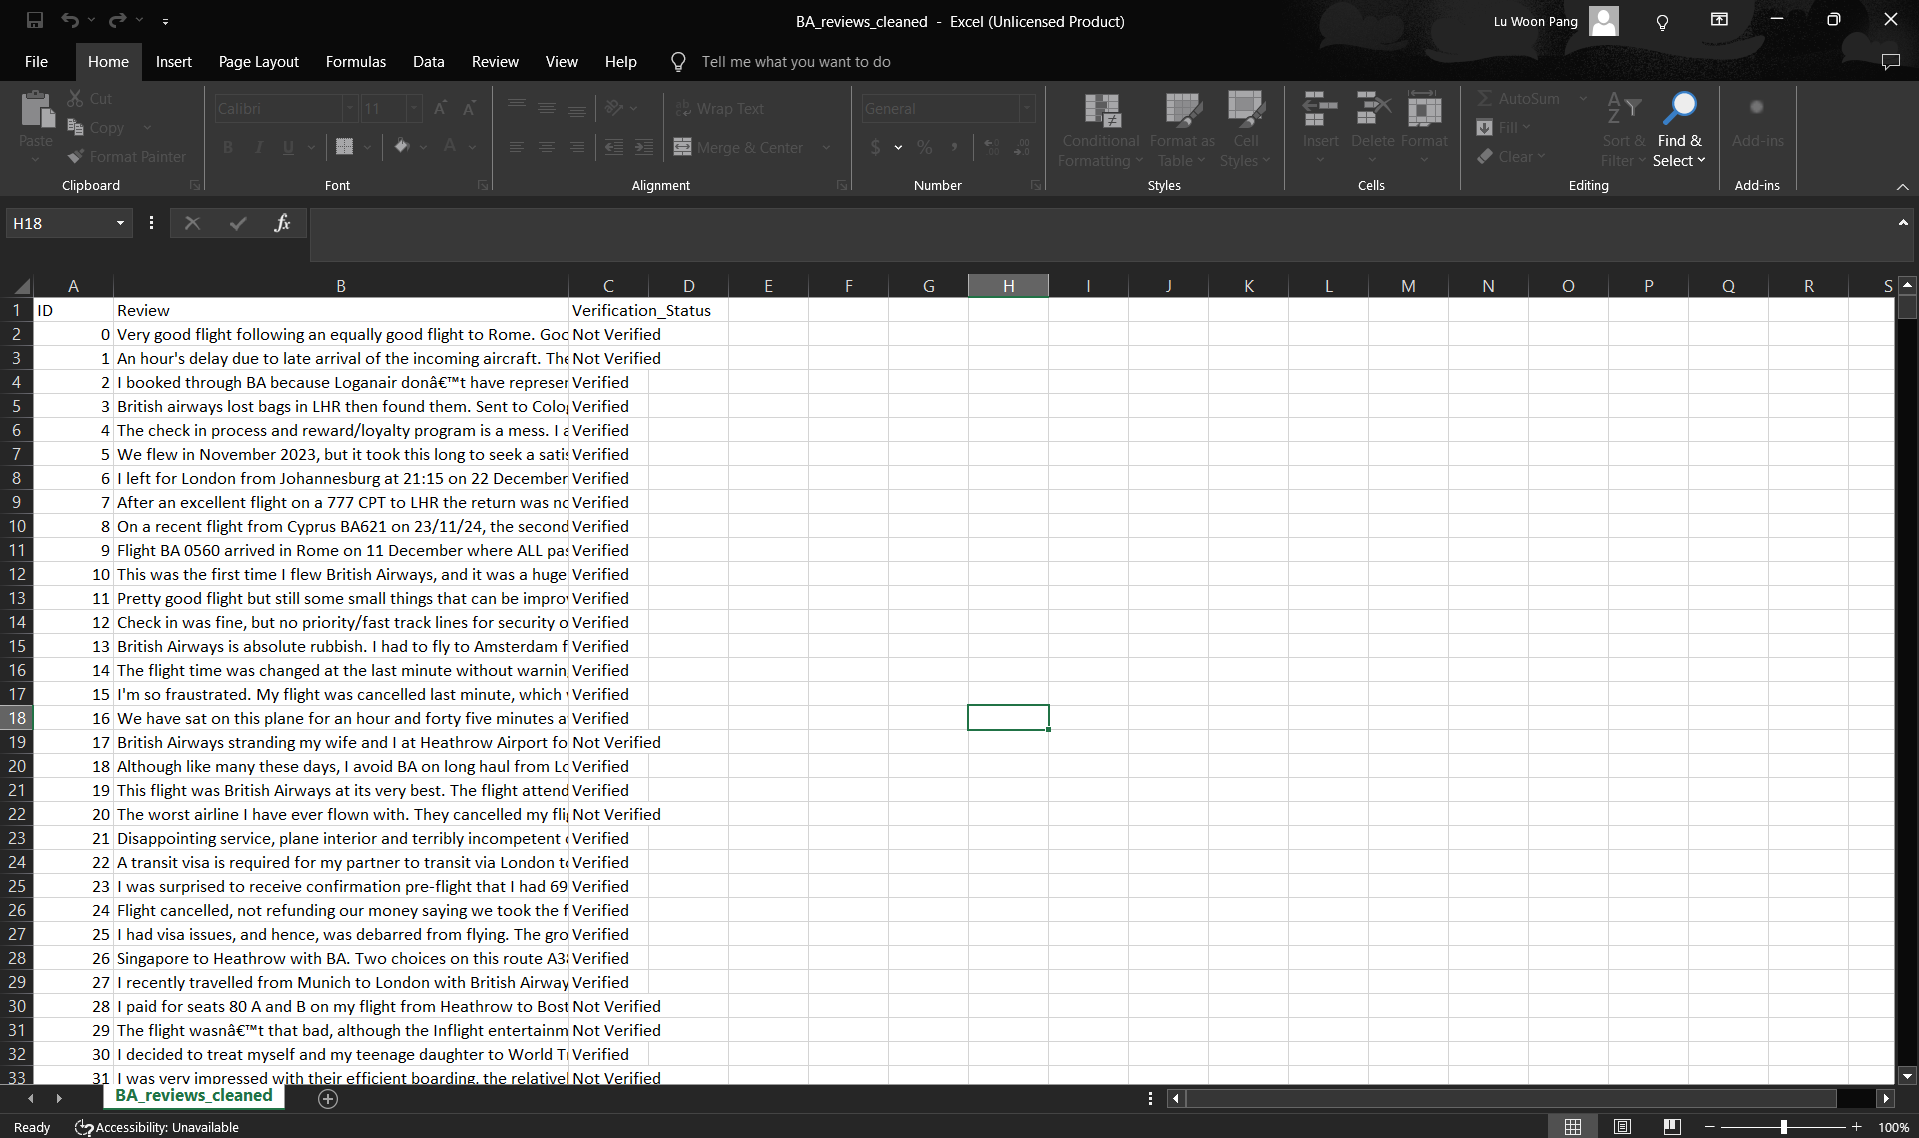 BA_reviews_cleaned - Excel (Unlicensed Product)
Lu Woon Pang
File Home Insert Page Layout Formulas Data Review View Help Tell me what you want to do
Paste
Cut
Copy
Format Painter
Clipboard
Calibri 11
B I U
Font
Wrap Text
Merge & Center
Alignment
General
$ % ,
Number
Conditional Formatting
Format as Table
Cell Styles
Styles
Insert Delete Format
Cells
AutoSum
Fill
Clear
Sort & Filter
Find & Select
Editing
Add-ins
Add-ins
H18 fx
A B C D E F G H I J K L M N O P Q R S
1 ID Review Verification_Status
2 0 Very good flight following an equally good flight to Rome. Goo Not Verified
3 1 An hour's delay due to late arrival of the incoming aircraft. The Not Verified
4 2 I booked through BA because Loganair donâ€™t have represen Verified
5 3 British airways lost bags in LHR then found them. Sent to Colog Verified
6 4 The check in process and reward/loyalty program is a mess. I a Verified
7 5 We flew in November 2023, but it took this long to seek a satis Verified
8 6 I left for London from Johannesburg at 21:15 on 22 December Verified
9 7 After an excellent flight on a 777 CPT to LHR the return was no Verified
10 8 On a recent flight from Cyprus BA621 on 23/11/24, the second Verified
11 9 Flight BA 0560 arrived in Rome on 11 December where ALL pas Verified
12 10 This was the first time I flew British Airways, and it was a huge Verified
13 11 Pretty good flight but still some small things that can be improv Verified
14 12 Check in was fine, but no priority/fast track lines for security o Verified
15 13 British Airways is absolute rubbish. I had to fly to Amsterdam f Verified
16 14 The flight time was changed at the last minute without warnin Verified
17 15 I'm so fraustrated. My flight was cancelled last minute, which w Verified
18 16 We have sat on this plane for an hour and forty five minutes a Verified
19 17 British Airways stranding my wife and I at Heathrow Airport fo Not Verified
20 18 Although like many these days, I avoid BA on long haul from Lo Verified
21 19 This flight was British Airways at its very best. The flight attend Verified
22 20 The worst airline I have ever flown with. They cancelled my flig Not Verified
23 21 Disappointing service, plane interior and terribly incompetent Verified
24 22 A transit visa is required for my partner to transit via London to Verified
25 23 I was surprised to receive confirmation pre-flight that I had 69 Verified
26 24 Flight cancelled, not refunding our money saying we took the f Verified
27 25 I had visa issues, and hence, was debarred from flying. The gro Verified
28 26 Singapore to Heathrow with BA. Two choices on this route A38 Verified
29 27 I recently travelled from Munich to London with British Airway Verified
30 28 I paid for seats 80 A and B on my flight from Heathrow to Bost Not Verified
31 29 The flight wasnâ€™t that bad, although the Inflight entertainm Not Verified
32 30 I decided to treat myself and my teenage daughter to World Tr Verified
33 31 I was very impressed with their efficient boarding, the relative Not Verified
BA_reviews_cleaned
Ready Accessibility: Unavailable
100%